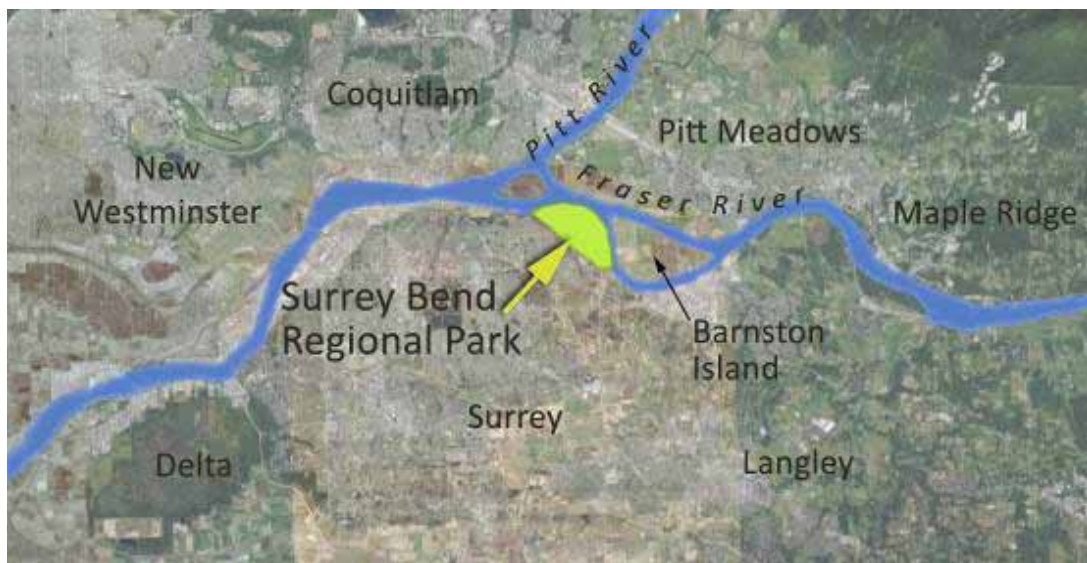 Pitt River
Coquitlam
Pitt Meadows
New
Westminster
Fraser River
Maple Ridge
Surrey Bend
Regional Park
Barnston
Island
Surrey
Delta
Langley